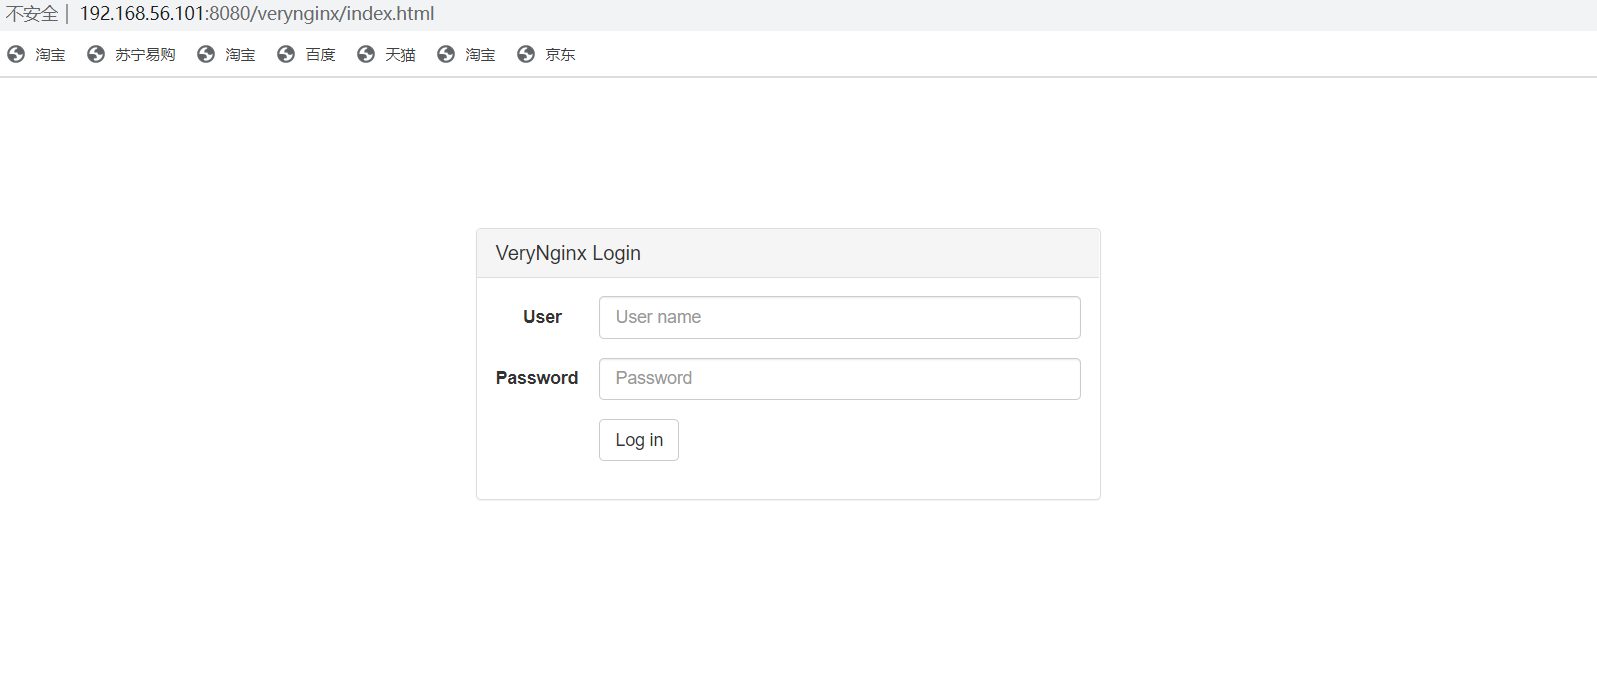 不安全 | 192.168.56.101:8080/verynginx/index.html
淘宝 苏宁易购 淘宝 百度 天猫 淘宝 京东
VeryNginx Login
User User name
Password Password
Log in